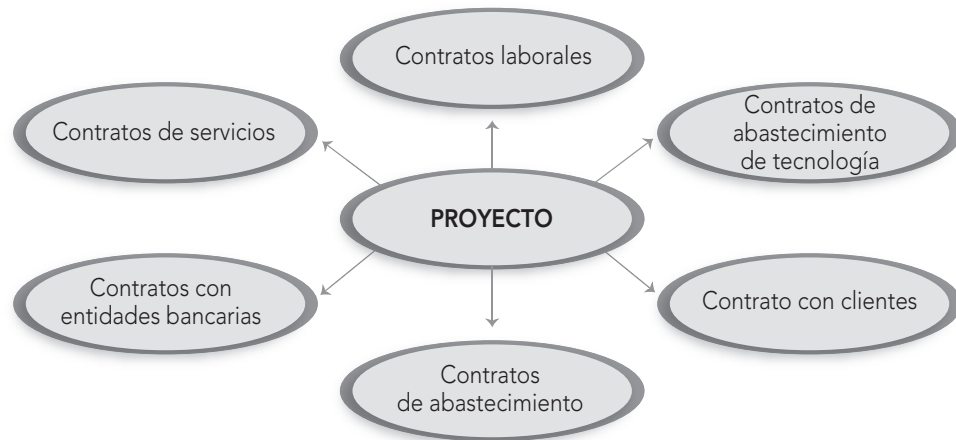 Contratos laborales
Contratos de servicios
Contratos de
abastecimiento
de tecnología
PROYECTO
Contratos con
entidades bancarias
Contrato con clientes
Contratos
de abastecimiento